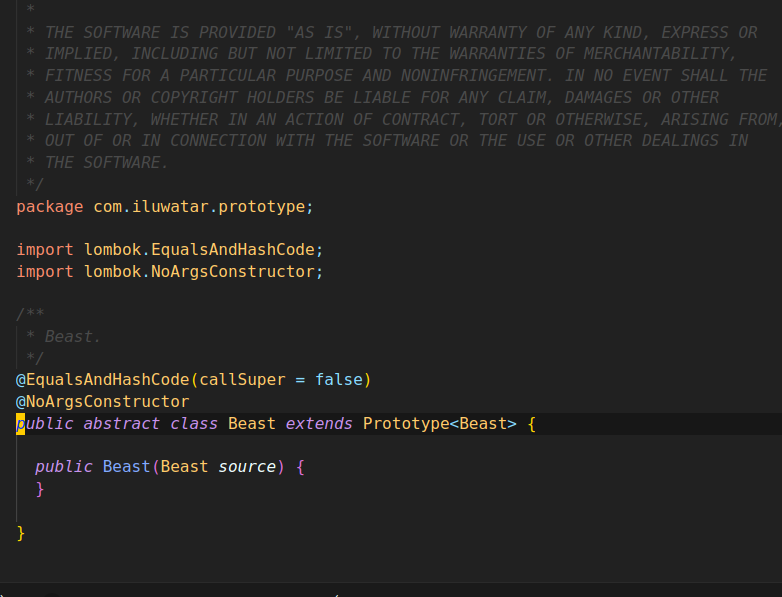 *
* THE SOFTWARE IS PROVIDED "AS IS", WITHOUT WARRANTY OF ANY KIND, EXPRESS OR
* IMPLIED, INCLUDING BUT NOT LIMITED TO THE WARRANTIES OF MERCHANTABILITY,
* FITNESS FOR A PARTICULAR PURPOSE AND NONINFRINGEMENT. IN NO EVENT SHALL THE
* AUTHORS OR COPYRIGHT HOLDERS BE LIABLE FOR ANY CLAIM, DAMAGES OR OTHER
* LIABILITY, WHETHER IN AN ACTION OF CONTRACT, TORT OR OTHERWISE, ARISING FROM,
* OUT OF OR IN CONNECTION WITH THE SOFTWARE OR THE USE OR OTHER DEALINGS IN
* THE SOFTWARE.
*/
package com.iluwatar.prototype;
import lombok.EqualsAndHashCode;
import lombok.NoArgsConstructor;
/**
* Beast.
*/
@EqualsAndHashCode(callSuper = false)
@NoArgsConstructor
public abstract class Beast extends Prototype<Beast> {
public Beast(Beast source) {
}
}